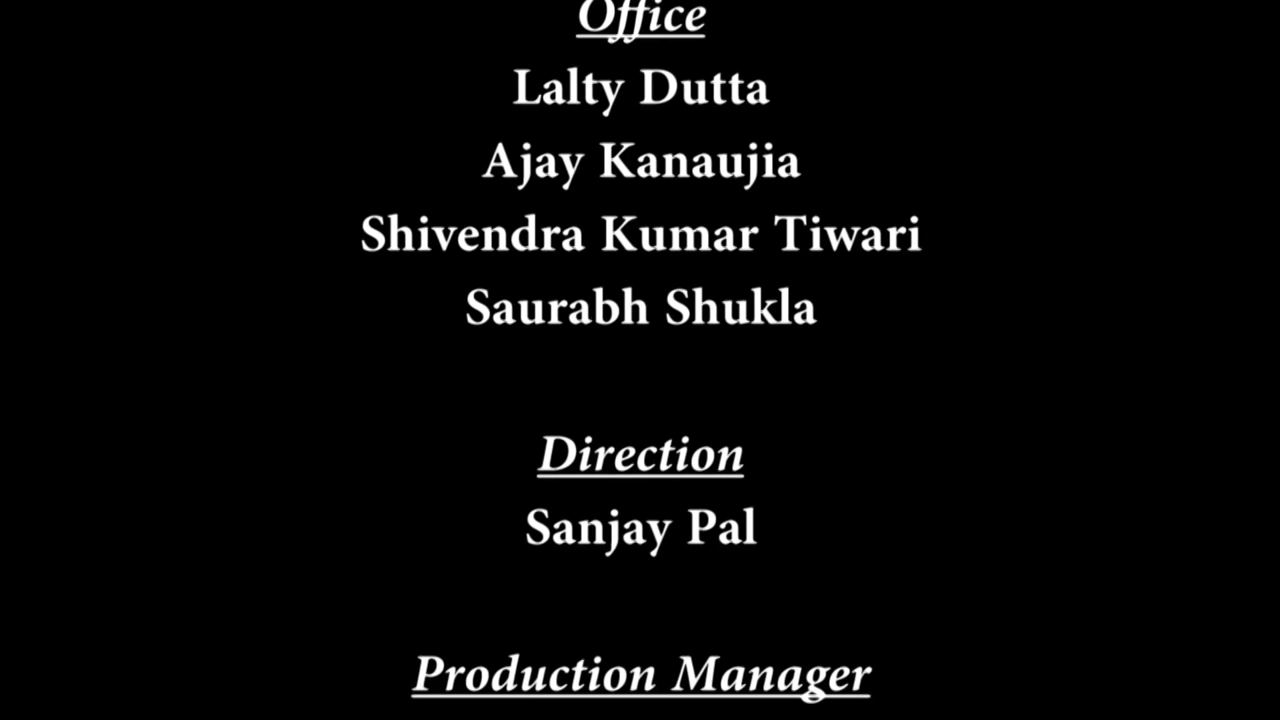 Office
Lalty Dutta
Ajay Kanaujia
Shivendra Kumar Tiwari
Saurabh Shukla
Direction
Sanjay Pal
Production Manager